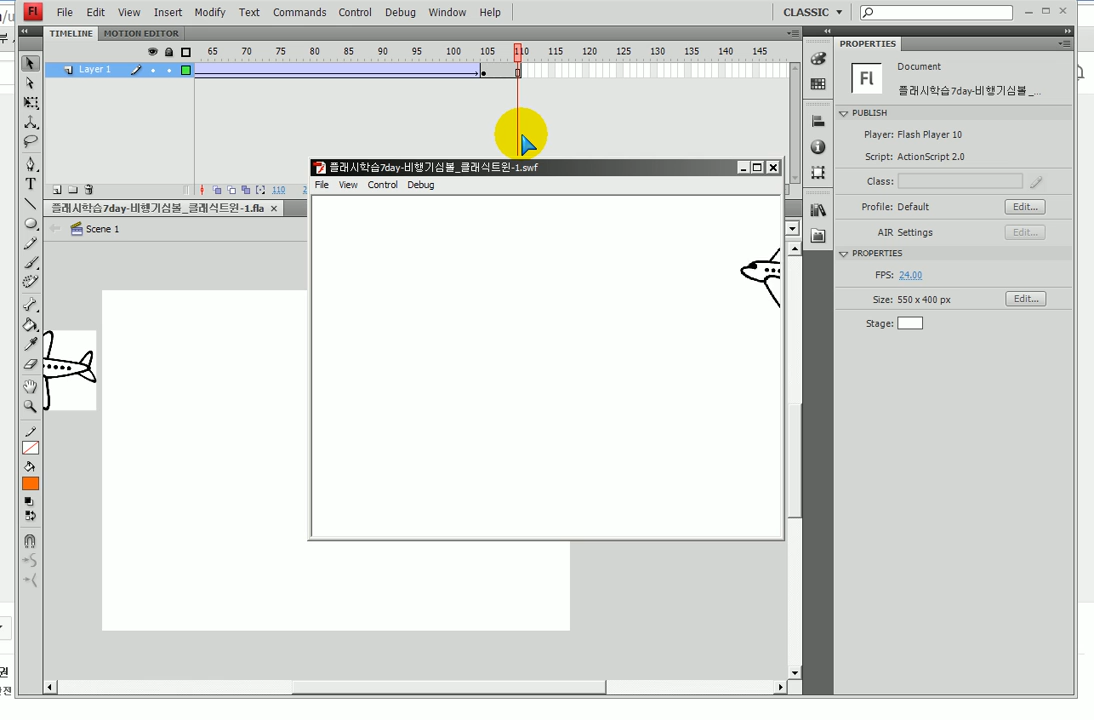 Fl File Edit View Insert Modify Text Commands Control Debug Window Help CLASSIC
TIMELINE MOTION EDITOR
65 70 75 80 85 90 95 100 105 110 115 120 125 130 135 140 145
Layer 1
110
플래시학습7day-비행기심볼_클래식트윈-1.fla
Scene 1
플래시학습7day-비행기심볼_클래식트윈-1.swf
File View Control Debug
PROPERTIES
Fl
Document
플래시학습7day-비행기심볼_...
PUBLISH
Player: Flash Player 10
Script: ActionScript 2.0
Class:
Profile: Default Edit...
AIR Settings Edit...
PROPERTIES
FPS: 24.00
Size: 550 x 400 px Edit...
Stage: